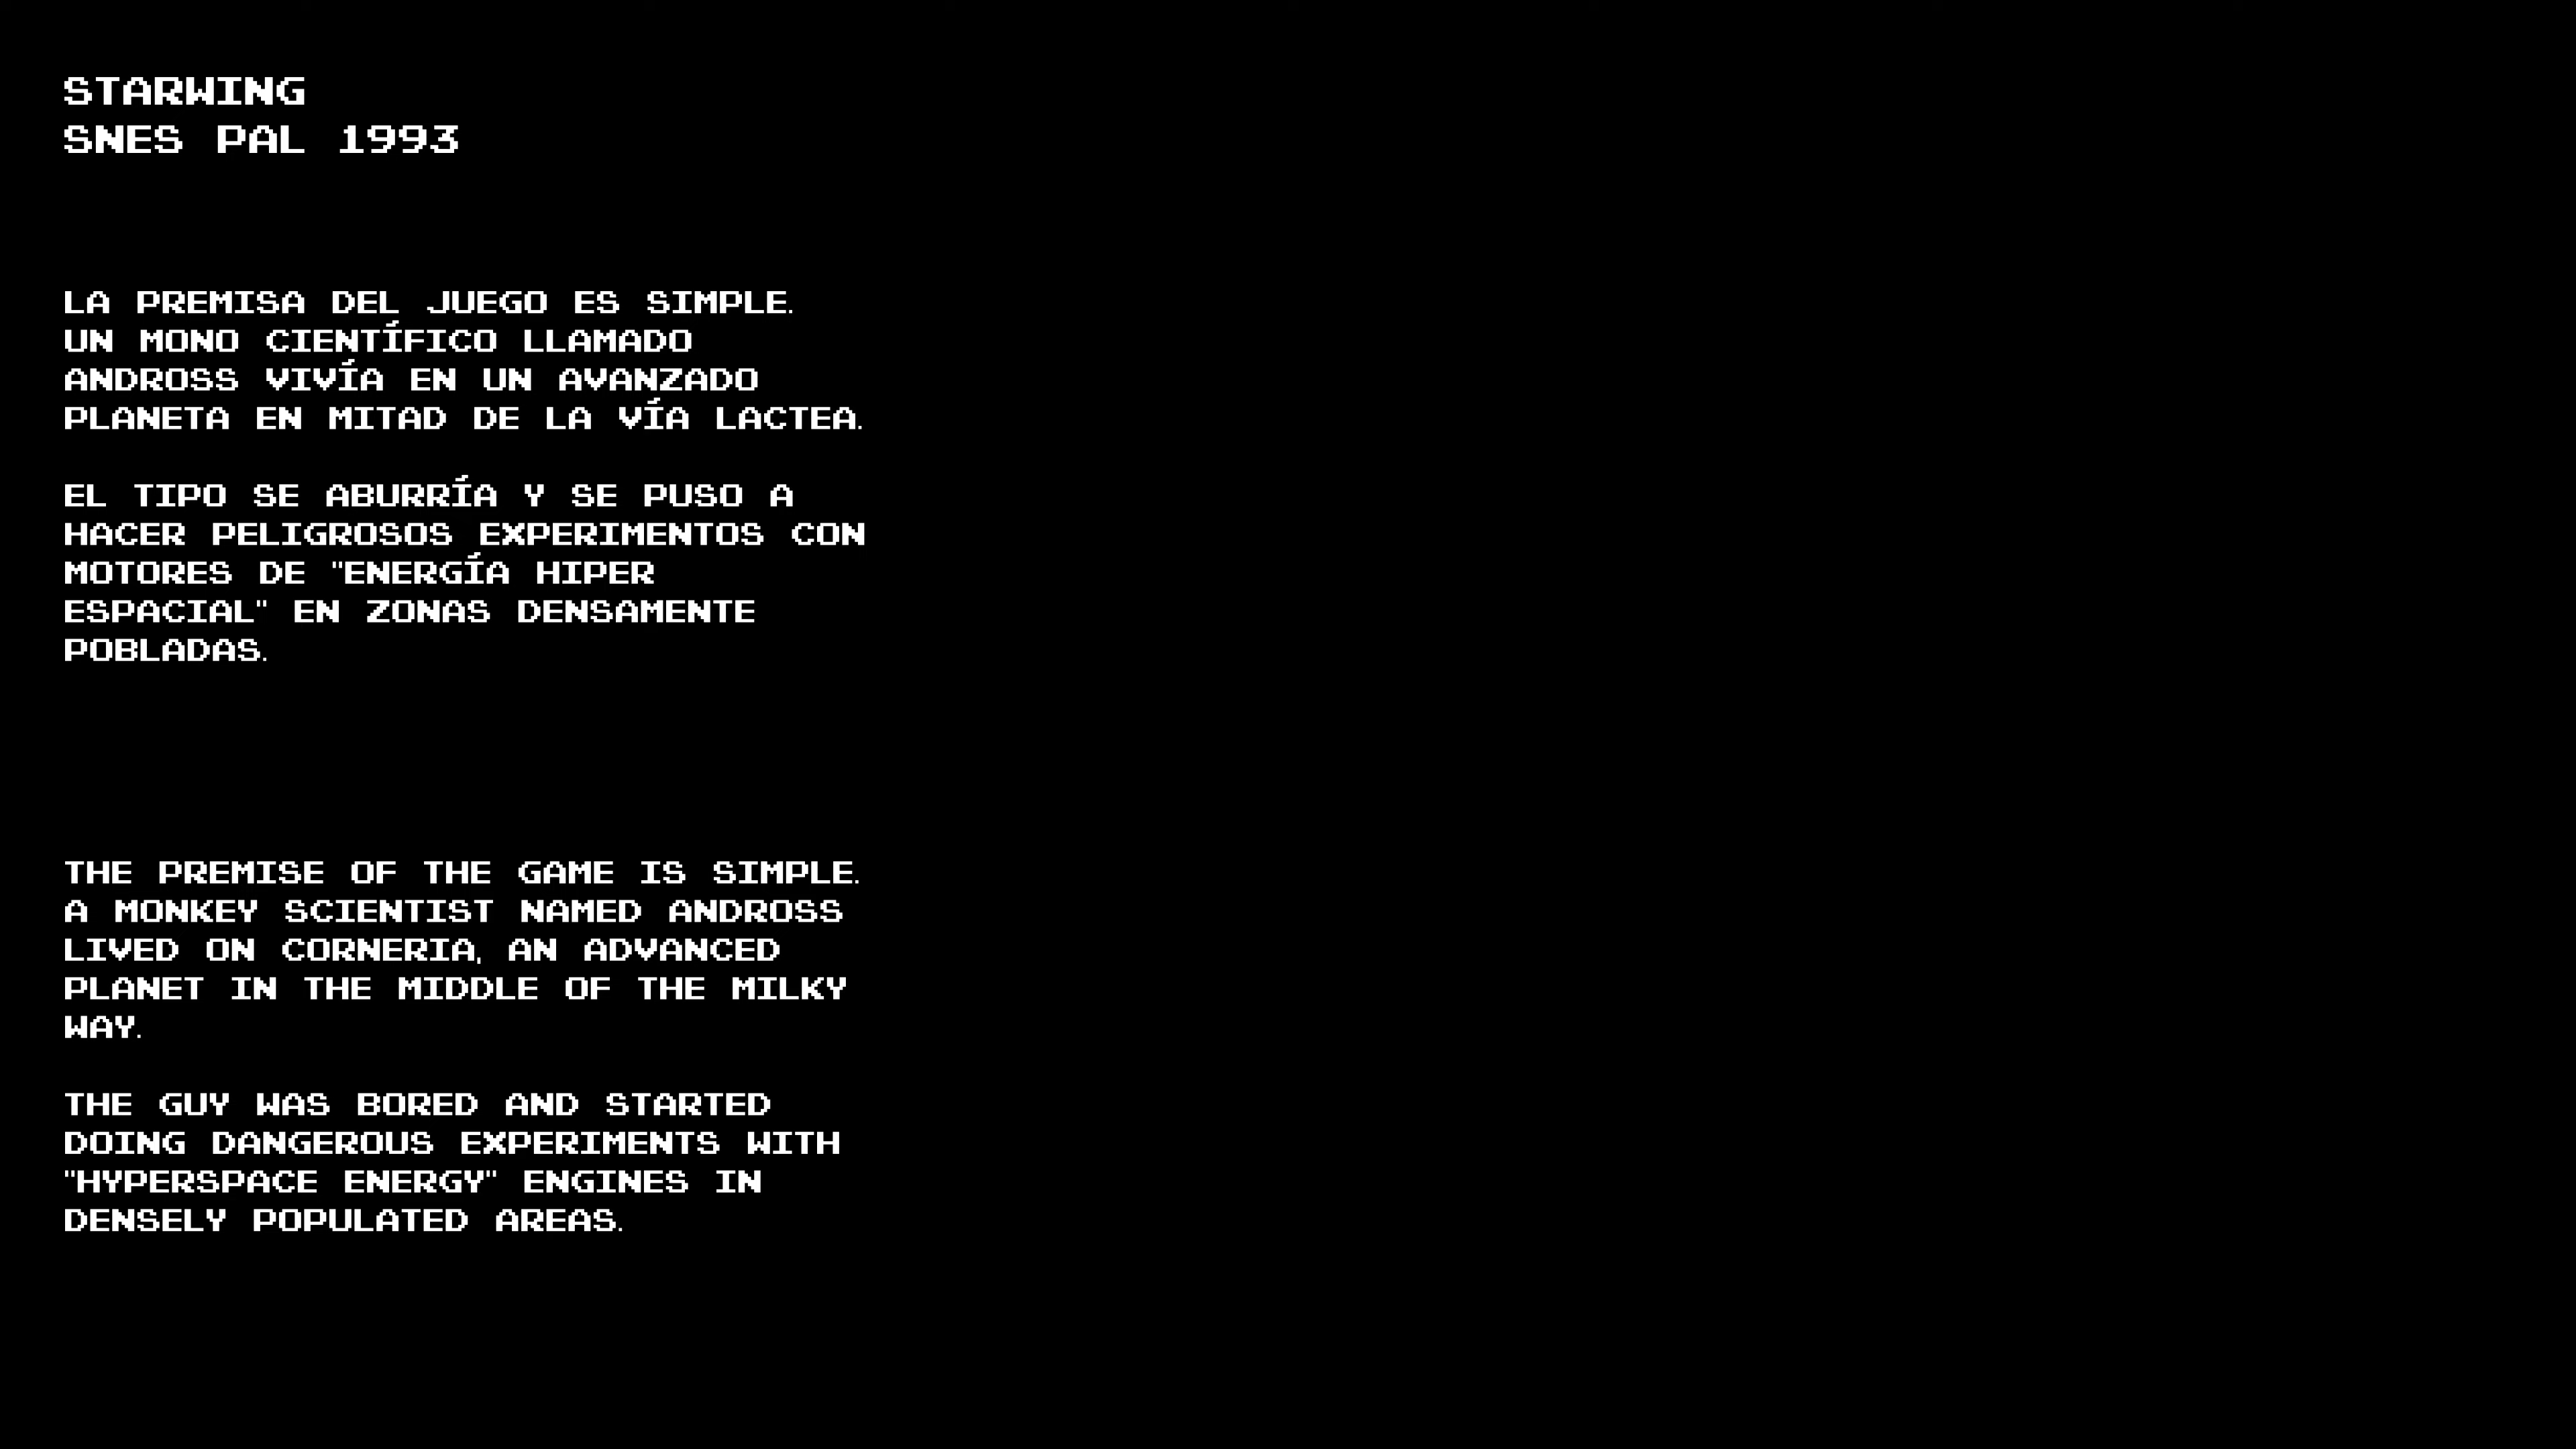 STARWING
SNES PAL 1993
LA PREMISA DEL JUEGO ES SIMPLE.
UN MONO CIENTÍFICO LLAMADO
ANDROSS VIVÍA EN UN AVANZADO
PLANETA EN MITAD DE LA VÍA LACTEA.
EL TIPO SE ABURRÍA Y SE PUSO A
HACER PELIGROSOS EXPERIMENTOS CON
MOTORES DE "ENERGÍA HIPER
ESPACIAL" EN ZONAS DENSAMENTE
POBLADAS.
THE PREMISE OF THE GAME IS SIMPLE.
A MONKEY SCIENTIST NAMED ANDROSS
LIVED ON CORNERIA, AN ADVANCED
PLANET IN THE MIDDLE OF THE MILKY
WAY.
THE GUY WAS BORED AND STARTED
DOING DANGEROUS EXPERIMENTS WITH
"HYPERSPACE ENERGY" ENGINES IN
DENSELY POPULATED AREAS.